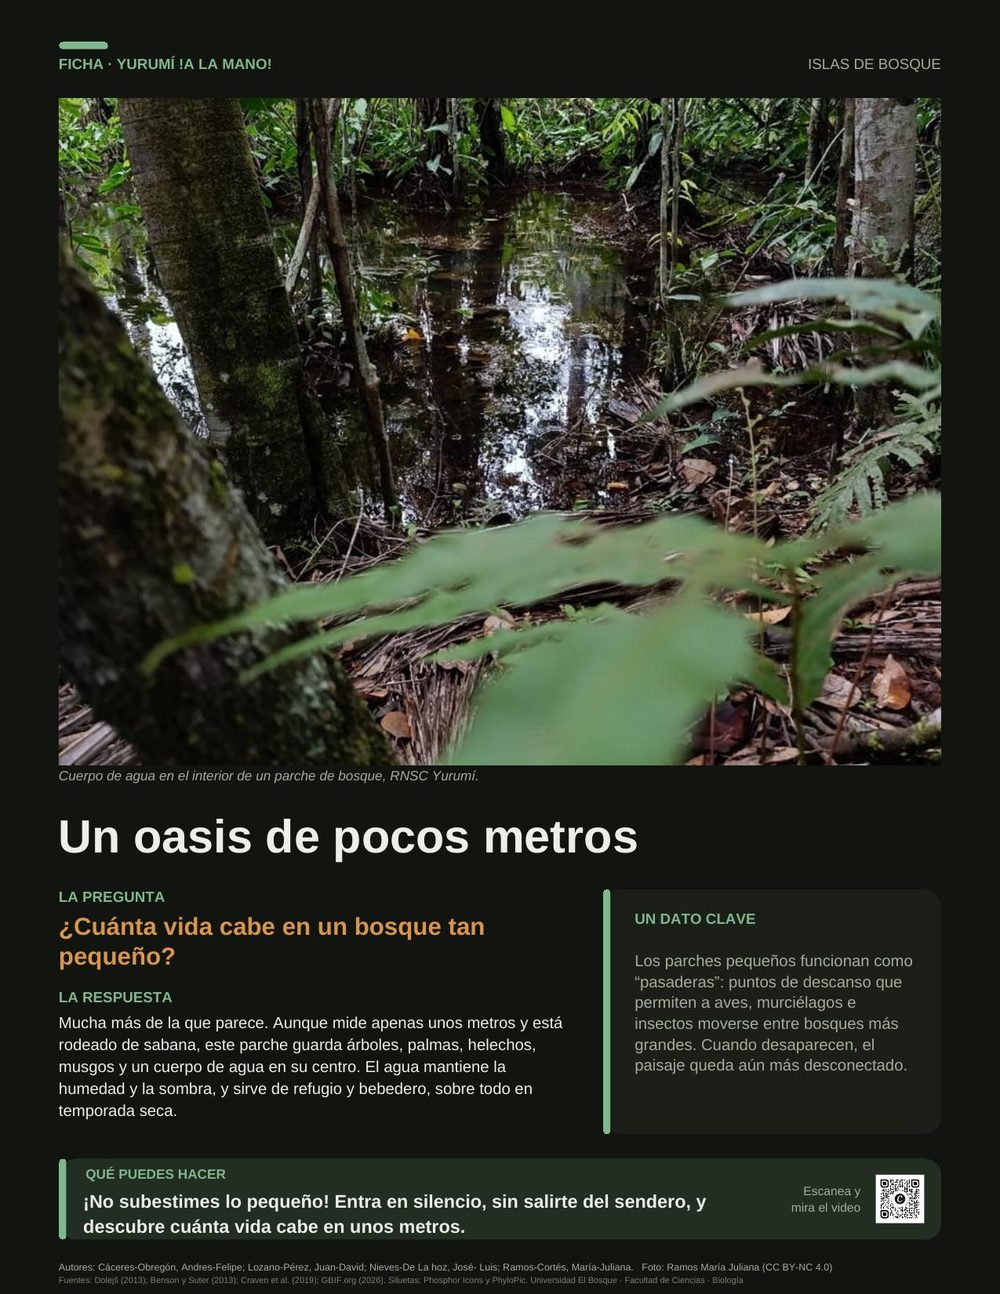 FICHA · YURUMÍ !A LA MANO!
ISLAS DE BOSQUE
Cuerpo de agua en el interior de un parche de bosque, RNSC Yurumí.
Un oasis de pocos metros
LA PREGUNTA
¿Cuánta vida cabe en un bosque tan
pequeño?
LA RESPUESTA
Mucha más de la que parece. Aunque mide apenas unos metros y está
rodeado de sabana, este parche guarda árboles, palmas, helechos,
musgos y un cuerpo de agua en su centro. El agua mantiene la
humedad y la sombra, y sirve de refugio y bebedero, sobre todo en
temporada seca.
UN DATO CLAVE
Los parches pequeños funcionan como
“pasaderas”: puntos de descanso que
permiten a aves, murciélagos e
insectos moverse entre bosques más
grandes. Cuando desaparecen, el
paisaje queda aún más desconectado.
QUÉ PUEDES HACER
¡No subestimes lo pequeño! Entra en silencio, sin salirte del sendero, y
descubre cuánta vida cabe en unos metros.
Escanea y
mira el video
Autores: Cáceres-Obregón, Andres-Felipe; Lozano-Pérez, Juan-David; Nieves-De La hoz, José- Luis; Ramos-Cortés, María-Juliana. Foto: Ramos María Juliana (CC BY-NC 4.0)
Fuentes: Dolejš (2013); Benson y Suter (2013); Craven et al. (2019); GBIF.org (2026). Siluetas: Phosphor Icons y PhyloPic. Universidad El Bosque · Facultad de Ciencias · Biología